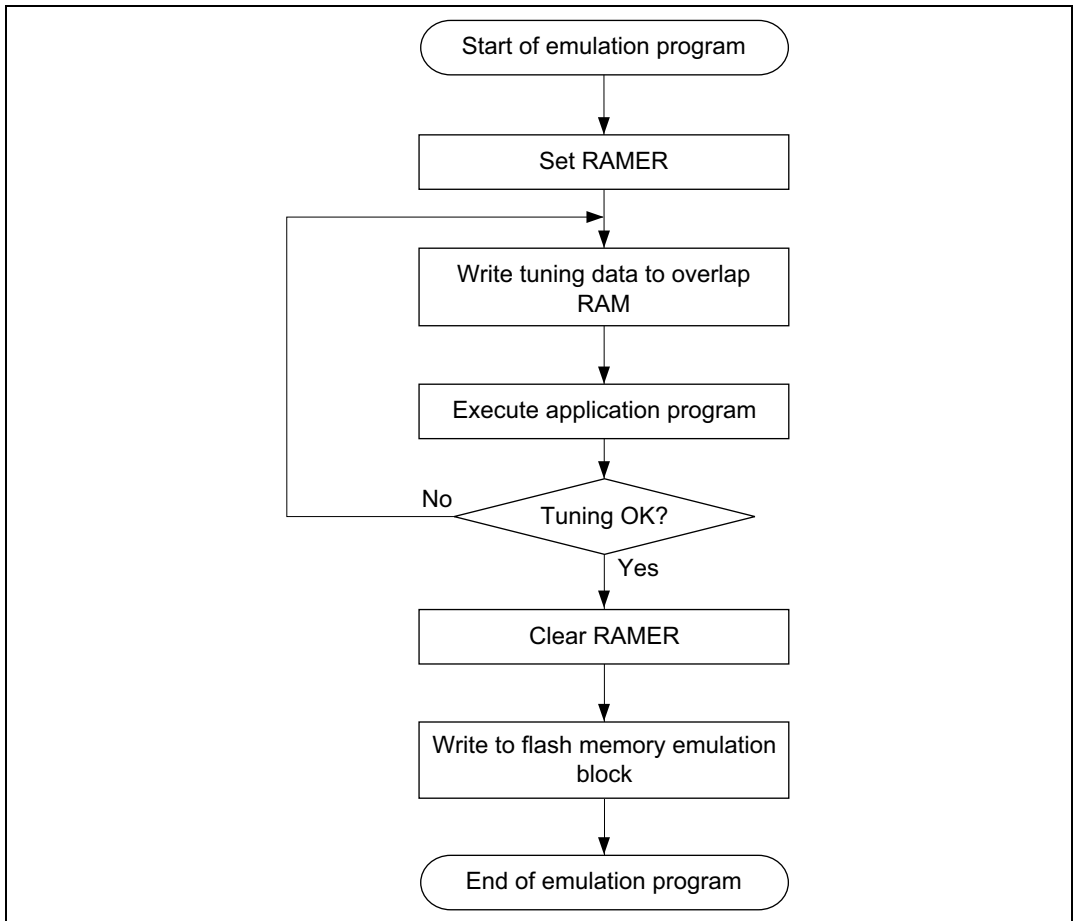 Start of emulation program
Set RAMER
Write tuning data to overlap
RAM
Execute application program
No
Tuning OK?
Yes
Clear RAMER
Write to flash memory emulation
block
End of emulation program